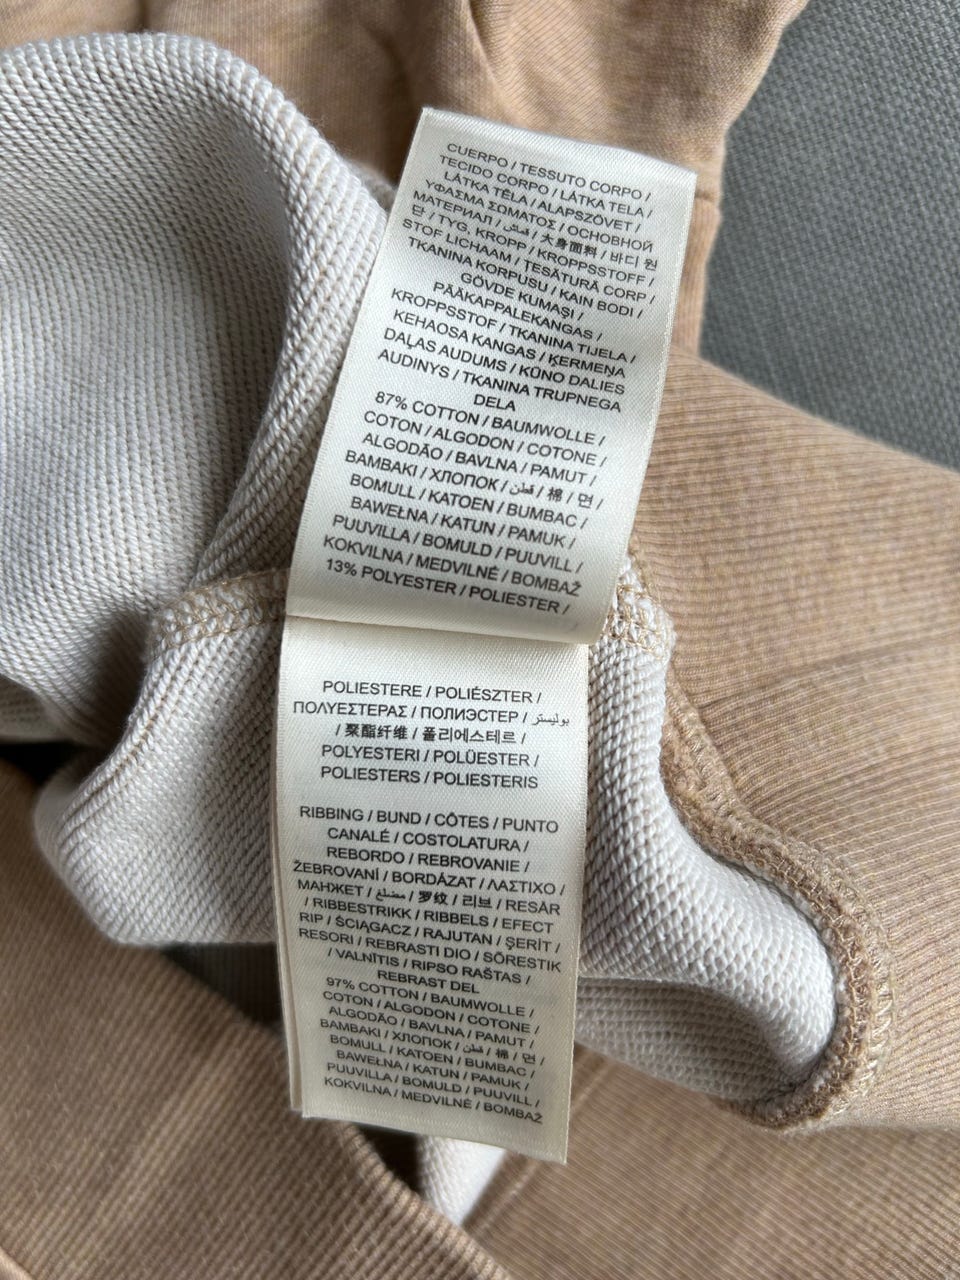 CUERPO / TESSUTO CORPO /
TECIDO CORPO / LÁTKA TELA /
LÁTKA TĚLA / ALAPSZÖVET /
ΥΦΑΣΜΑ ΣΩΜΑΤΟΣ / ОСНОВНОЙ
МАТЕРИАЛ / قماش / 大身面料 / 바디 원
단 / TYG. KROPP / KROPPSSTOFF /
STOF LICHAAM / ȚESĂTURĂ CORP /
TKANINA KORPUSU / KAIN BODI /
GÖVDE KUMAŞI /
PÄÄKAPPALEKANGAS /
KROPPSSTOF / TKANINA TIJELA /
KEHAOSA KANGAS / ĶERMEŅA
DAĻAS AUDUMS / KŪNO DALIES
AUDINYS / TKANINA TRUPNEGA
DELA
87% COTTON / BAUMWOLLE /
COTON / ALGODON / COTONE /
ALGODÃO / BAVLNA / PAMUT /
BAMBAKI / ХЛОПОК / قطن / 棉 / 면 /
BOMULL / KATOEN / BUMBAC /
BAWEŁNA / KATUN / PAMUK /
PUUVILLA / BOMULD / PUUVILL /
KOKVILNA / MEDVILNĖ / BOMBAŽ
13% POLYESTER / POLIESTER /
POLIESTERE / POLIÉSZTER /
ΠΟΛΥΕΣΤΕΡΑΣ / ПОЛИЭСТЕР / بوليستر
/ 聚酯纤维 / 폴리에스테르 /
POLYESTERI / POLÜESTER /
POLIESTERS / POLIESTERIS
RIBBING / BUND / CÔTES / PUNTO
CANALÉ / COSTOLATURA /
REBORDO / REBROVANIE /
ŽEBROVANÍ / BORDÁZAT / ΛΑΣΤΙΧΟ /
МАНЖЕТ / مضلع / 罗纹 / 리브 / RESÅR
/ RIBBESTRIKK / RIBBELS / EFECT
RIP / ŚCIĄGACZ / RAJUTAN / ŞERİT /
RESORI / REBRASTI DIO / SÕRESTIK
/ VALNĪTIS / RIPSO RAŠTAS /
REBRAST DEL
97% COTTON / BAUMWOLLE /
COTON / ALGODON / COTONE /
ALGODÃO / BAVLNA / PAMUT /
BAMBAKI / ХЛОПОК / قطن / 棉 / 면 /
BOMULL / KATOEN / BUMBAC /
BAWEŁNA / KATUN / PAMUK /
PUUVILLA / BOMULD / PUUVILL /
KOKVILNA / MEDVILNĖ / BOMBAŽ